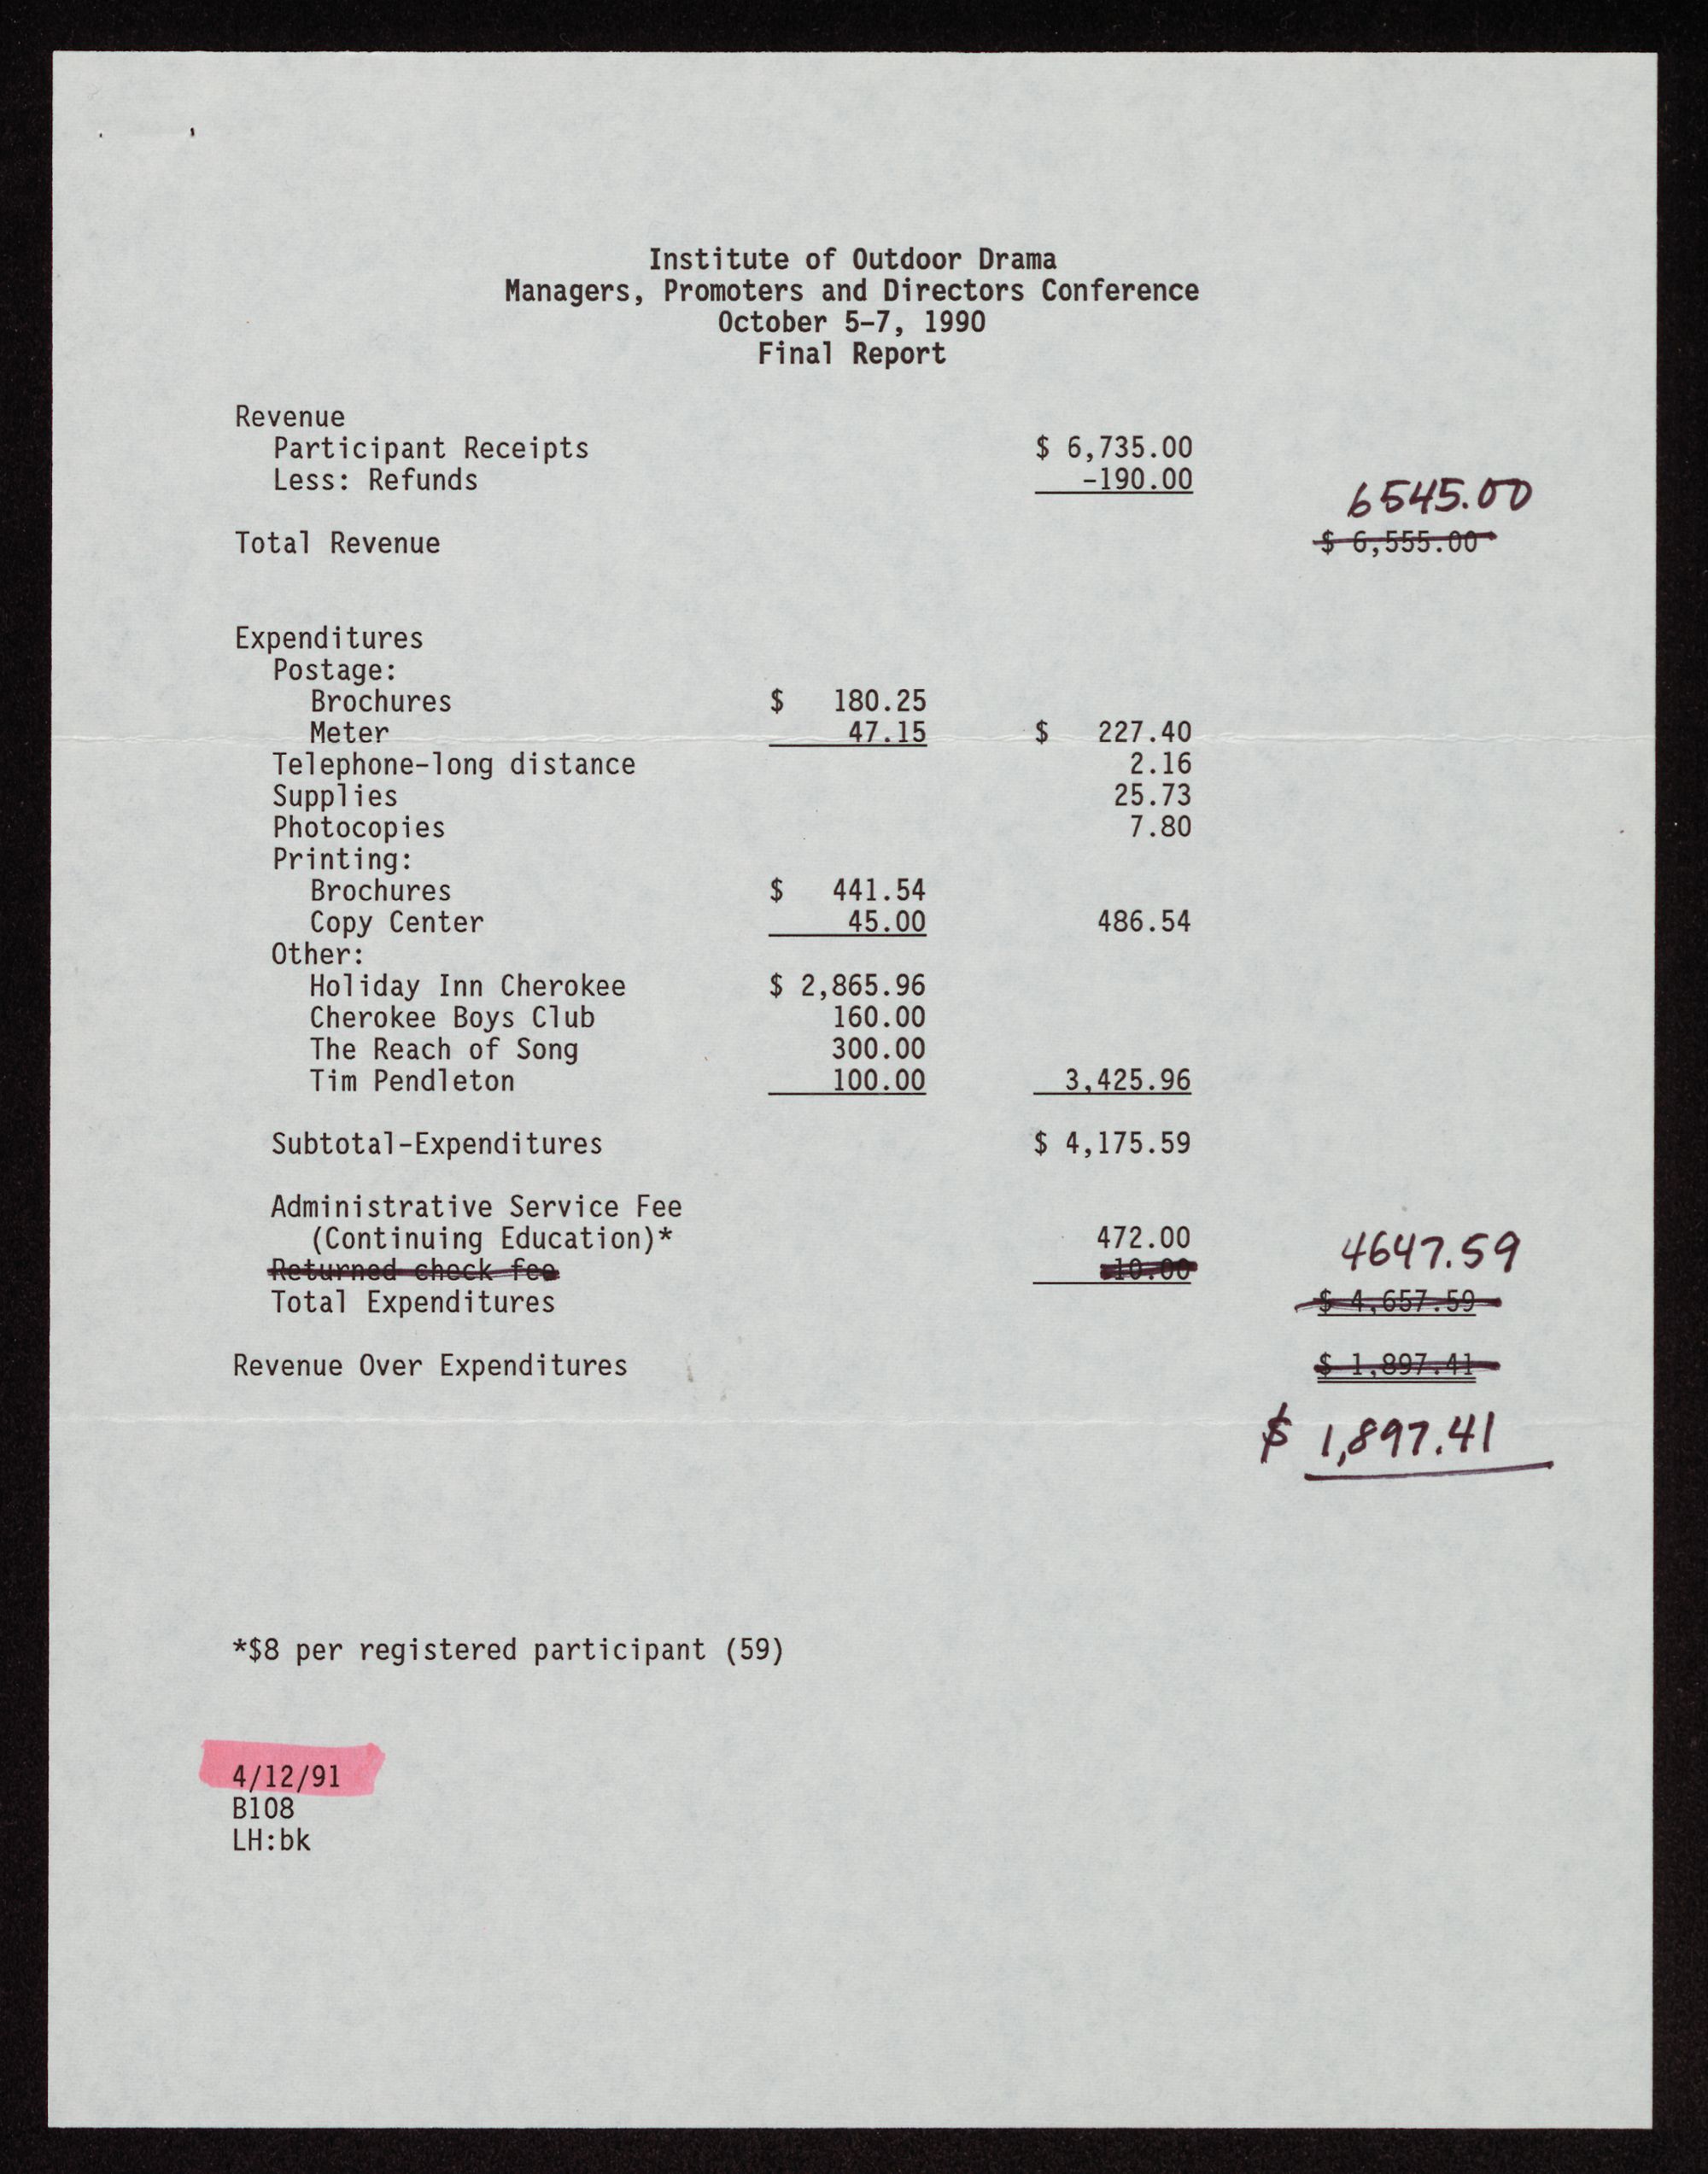 Institute of Outdoor Drama
Managers, Promoters and Directors Conference
October 5-7, 1990
Final Report
Revenue
Participant Receipts $ 6,735.00
Less: Refunds -190.00
6545.00
Total Revenue $ 6,555.00
Expenditures
Postage:
Brochures $ 180.25
Meter 47.15 $ 227.40
Telephone-long distance 2.16
Supplies 25.73
Photocopies 7.80
Printing:
Brochures $ 441.54
Copy Center 45.00 486.54
Other:
Holiday Inn Cherokee $ 2,865.96
Cherokee Boys Club 160.00
The Reach of Song 300.00
Tim Pendleton 100.00 3,425.96
Subtotal-Expenditures $ 4,175.59
Administrative Service Fee
(Continuing Education)* 472.00 4647.59
Returned check fee 10.00
Total Expenditures $ 4,657.59
Revenue Over Expenditures $ 1,897.41
$ 1,897.41
*$8 per registered participant (59)
4/12/91
B108
LH:bk